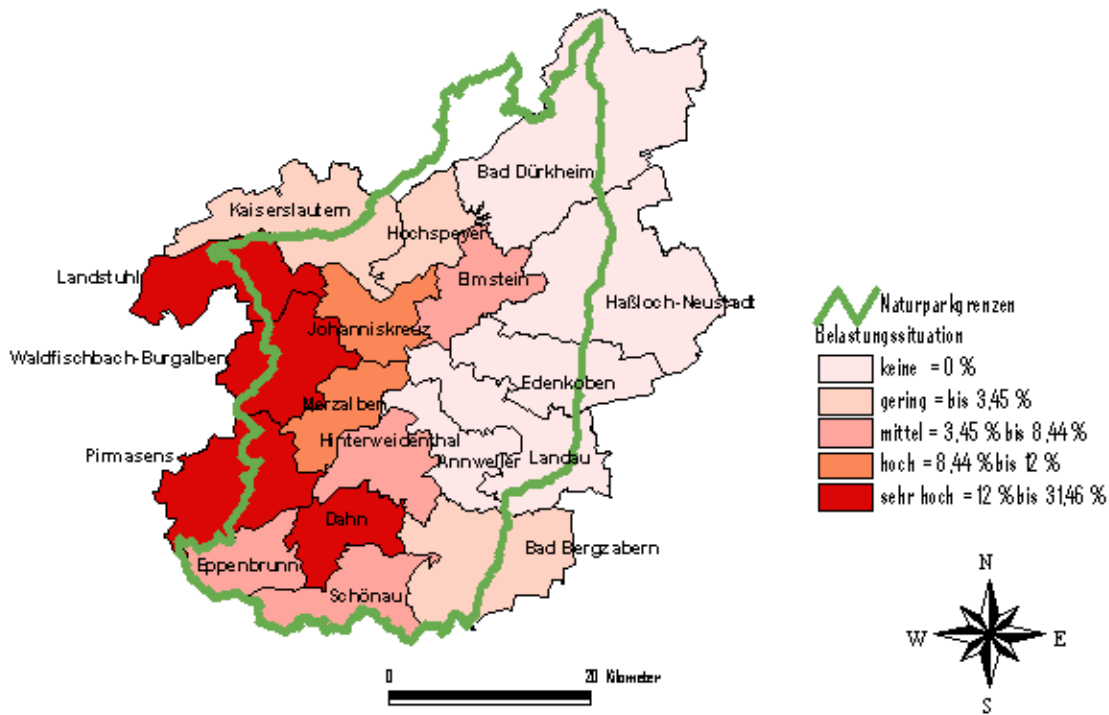 Bad Dürkheim
Kaiserslautern
Hochspeyer
Landstuhl
Elmstein
Haßloch-Neustadt
Johanniskreuz
Waldfischbach-Burgalben
Edenkoben
Merzalben
Hinterweidenthal
Pirmasens
Annweiler
Landau
Dahn
Bad Bergzabern
Eppenbrunn
Schönau
Naturparkgrenzen
Belastungssituation
keine = 0 %
gering = bis 3,45 %
mittel = 3,45 % bis 8,44 %
hoch = 8,44 % bis 12 %
sehr hoch = 12 % bis 31,46 %
N
W
E
S
0
20 Kilometer